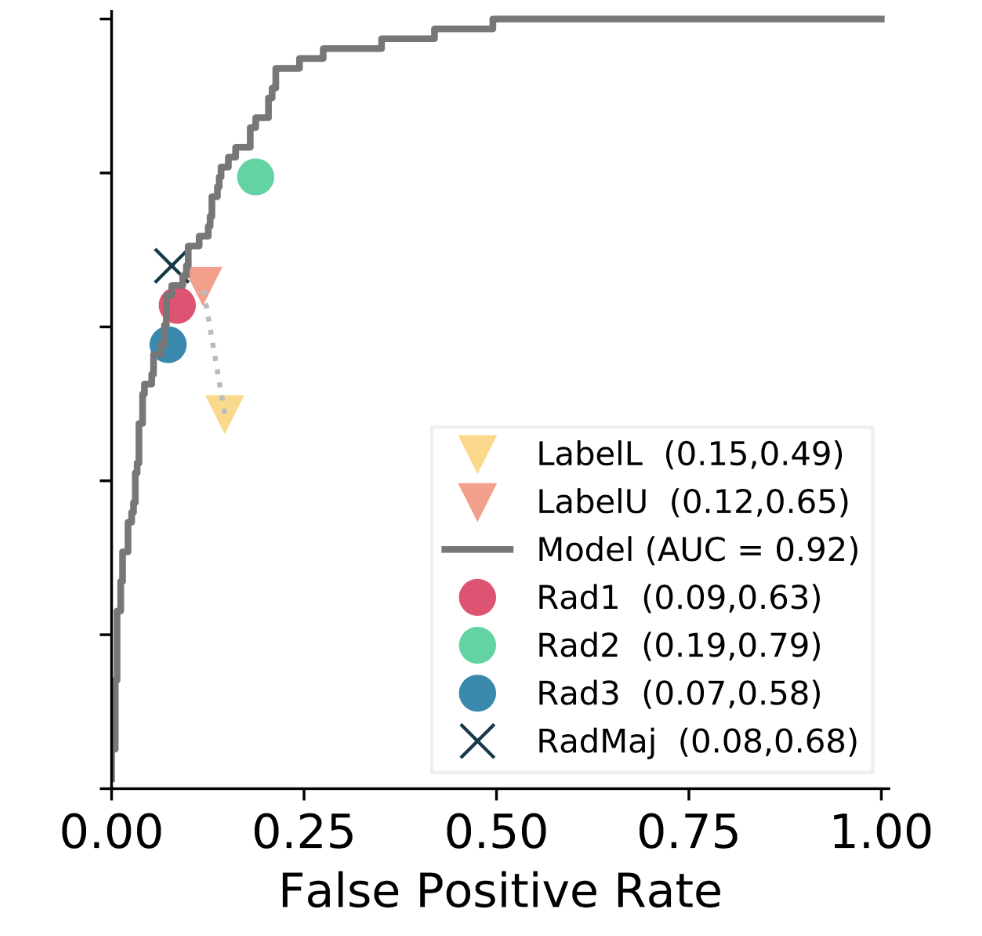 LabelL (0.15,0.49)
LabelU (0.12,0.65)
Model (AUC = 0.92)
Rad1 (0.09,0.63)
Rad2 (0.19,0.79)
Rad3 (0.07,0.58)
RadMaj (0.08,0.68)
0.00 0.25 0.50 0.75 1.00
False Positive Rate